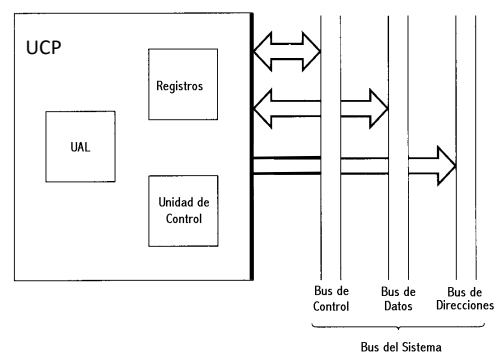 UCP
Registros
UAL
Unidad de
Control
Bus de
Control
Bus de
Datos
Bus de
Direcciones
Bus del Sistema